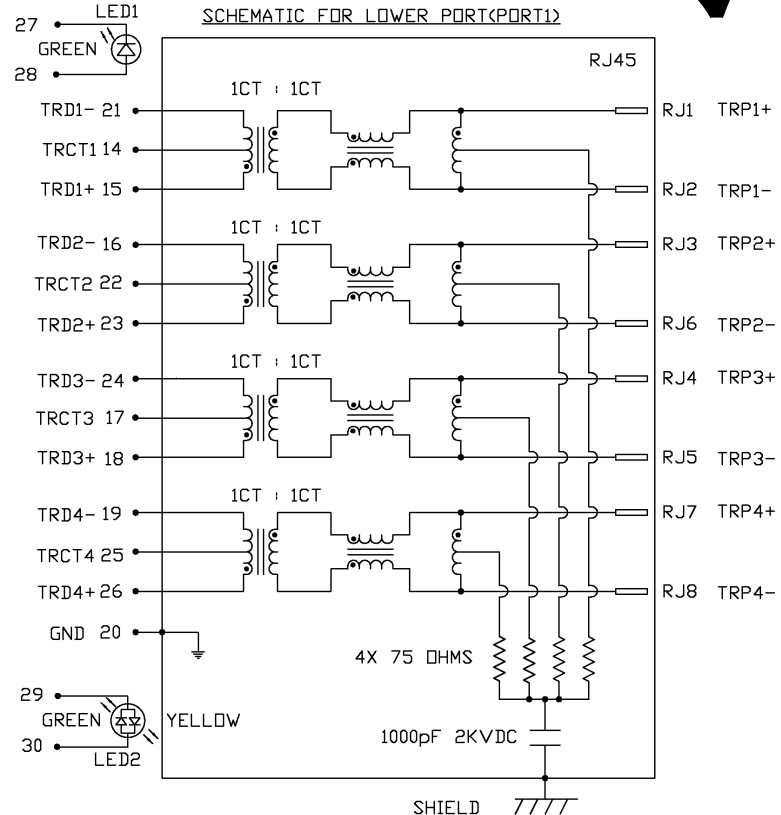 LED1
SCHEMATIC FOR LOWER PORT(PORT1)
27
GREEN
28
RJ45
1CT : 1CT
TRD1- 21
RJ1 TRP1+
TRCT1 14
TRD1+ 15
RJ2 TRP1-
1CT : 1CT
TRD2- 16
RJ3 TRP2+
TRCT2 22
TRD2+ 23
RJ6 TRP2-
1CT : 1CT
TRD3- 24
RJ4 TRP3+
TRCT3 17
TRD3+ 18
RJ5 TRP3-
1CT : 1CT
TRD4- 19
RJ7 TRP4+
TRCT4 25
TRD4+ 26
RJ8 TRP4-
GND 20
4X 75 OHMS
29
GREEN
YELLOW
30
LED2
1000pF 2KVDC
SHIELD